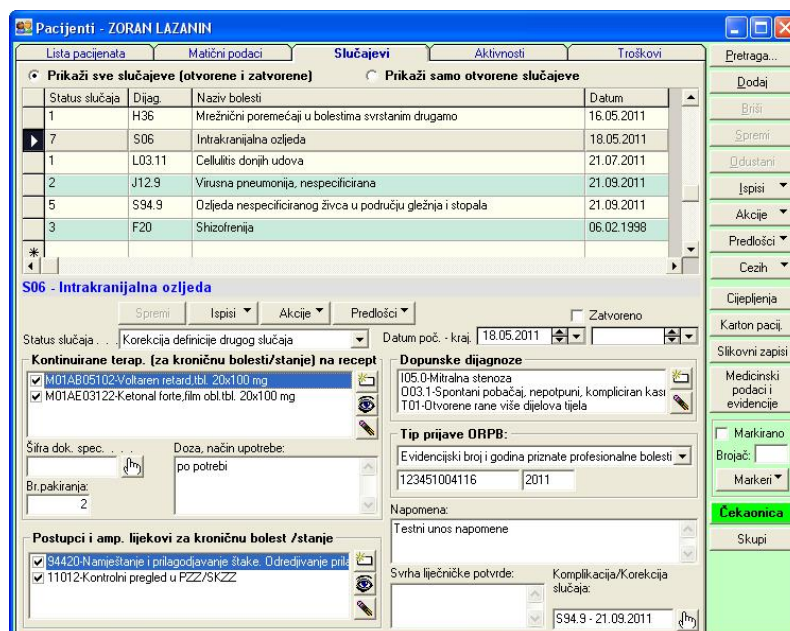 Pacijenti - ZORAN LAZANIN
Lista pacijenata Matični podaci Slučajevi Aktivnosti Troškovi
Prikaži sve slučajeve (otvorene i zatvorene) Prikaži samo otvorene slučajeve
Status slučaja Dijag. Naziv bolesti Datum
1 H36 Mrežnični poremećaji u bolestima svrstanim drugamo 16.05.2011
7 S06 Intrakranijalna ozljeda 18.05.2011
1 L03.11 Cellulitis donjih udova 21.07.2011
2 J12.9 Virusna pneumonija, nespecificirana 21.09.2011
5 S94.9 Ozljeda nespecificiranog živca u području gležnja i stopala 21.09.2011
3 F20 Shizofrenija 06.02.1998
S06 - Intrakranijalna ozljeda
Spremi Ispisi Akcije Predlošci Zatvoreno
Status slučaja . . . Korekcija definicije drugog slučaja Datum poč. - kraj. 18.05.2011
Kontinuirane terap. (za kroničnu bolesti/stanje) na recept
M01AB05102-Voltaren retard,tbl. 20x100 mg
M01AE03122-Ketonal forte,film obl.tbl. 20x100mg
Šifra dok. spec. . . . . Doza, način upotrebe:
po potrebi
Br.pakiranja:
2
Postupci i amp. lijekovi za kroničnu bolest /stanje
94420-Namještanje i prilagodjavanje štake. Odredjivanje prila
11012-Kontrolni pregled u PZZ/SKZZ
Dopunske dijagnoze
I05.0-Mitralna stenoza
O03.1-Spontani pobačaj, nepotpuni, kompliciran kasi
T01-Otvorene rane više dijelova tijela
Tip prijave ORPB:
Evidencijski broj i godina priznate profesionalne bolesti
123451004116 2011
Napomena:
Testni unos napomene
Svrha liječničke potvrde: Komplikacija/Korekcija
slučaja:
S94.9 - 21.09.2011
Pretraga...
Dodaj
Briši
Spremi
Odustani
Ispisi
Akcije
Predlošci
Cezih
Cijepljenja
Karton pacij.
Slikovni zapisi
Medicinski
podaci i
evidencije
Markirano
Brojač:
Markeri
Čekaonica
Skupi